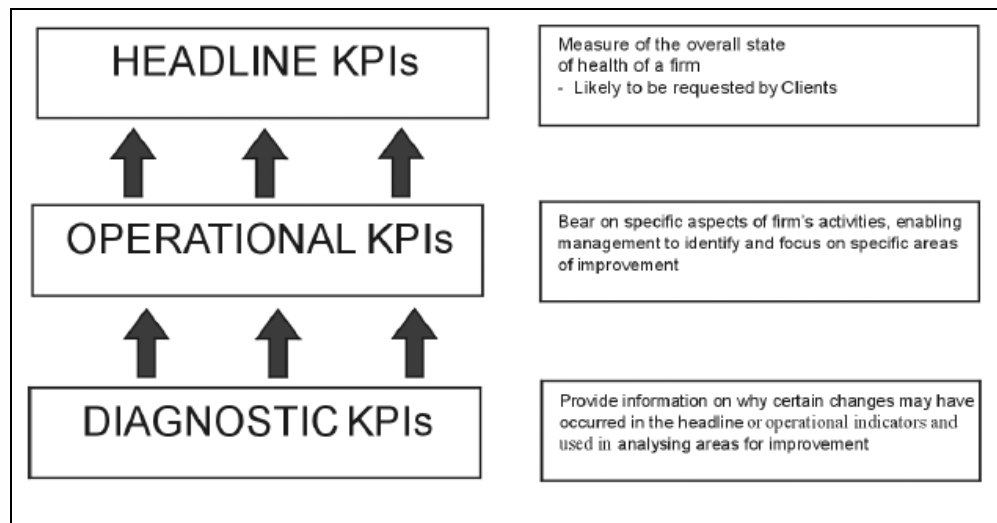 HEADLINE KPIs
Measure of the overall state
of health of a firm
- Likely to be requested by Clients
OPERATIONAL KPIs
Bear on specific aspects of firm's activities, enabling
management to identify and focus on specific areas
of improvement
DIAGNOSTIC KPIs
Provide information on why certain changes may have
occurred in the headline or operational indicators and
used in analysing areas for improvement